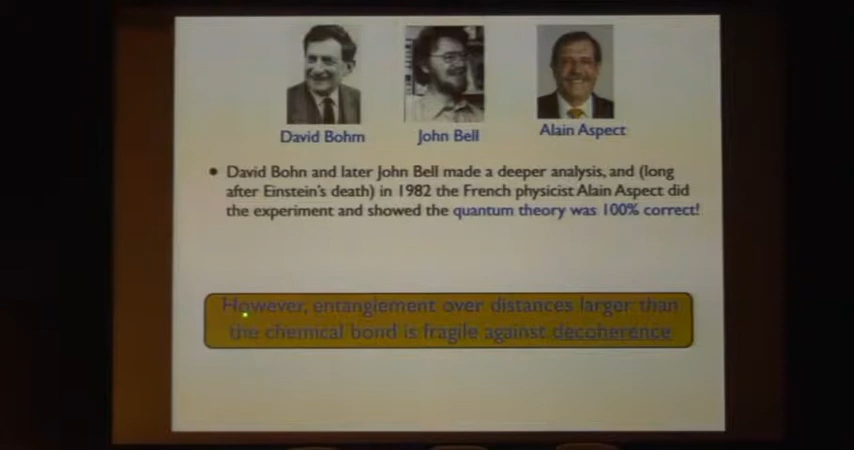 David Bohm John Bell Alain Aspect
• David Bohn and later John Bell made a deeper analysis, and (long
after Einstein's death) in 1982 the French physicist Alain Aspect did
the experiment and showed the quantum theory was 100% correct!
However, entanglement over distances larger than
the chemical bond is fragile against decoherence